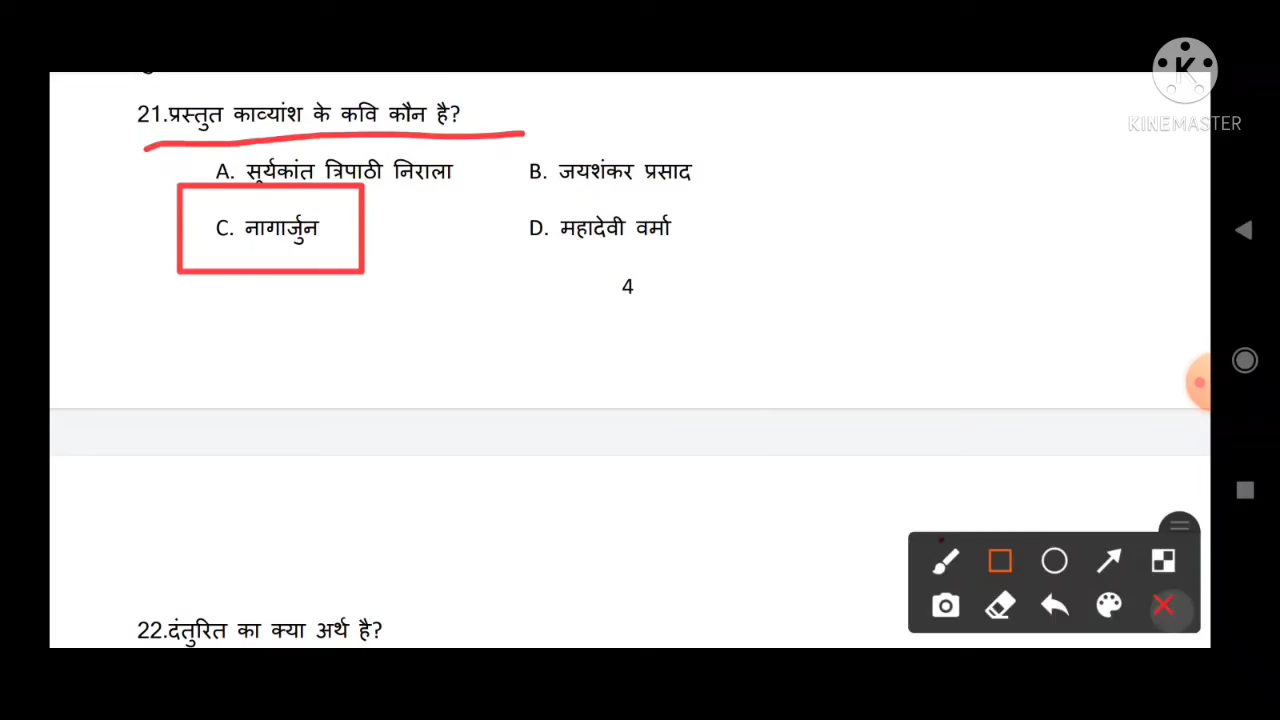 21.प्रस्तुत काव्यांश के कवि कौन है?
A. सूर्यकांत त्रिपाठी निराला B. जयशंकर प्रसाद
C. नागार्जुन D. महादेवी वर्मा
4
22.दंतुरित का क्या अर्थ है?
K
KINEMASTER